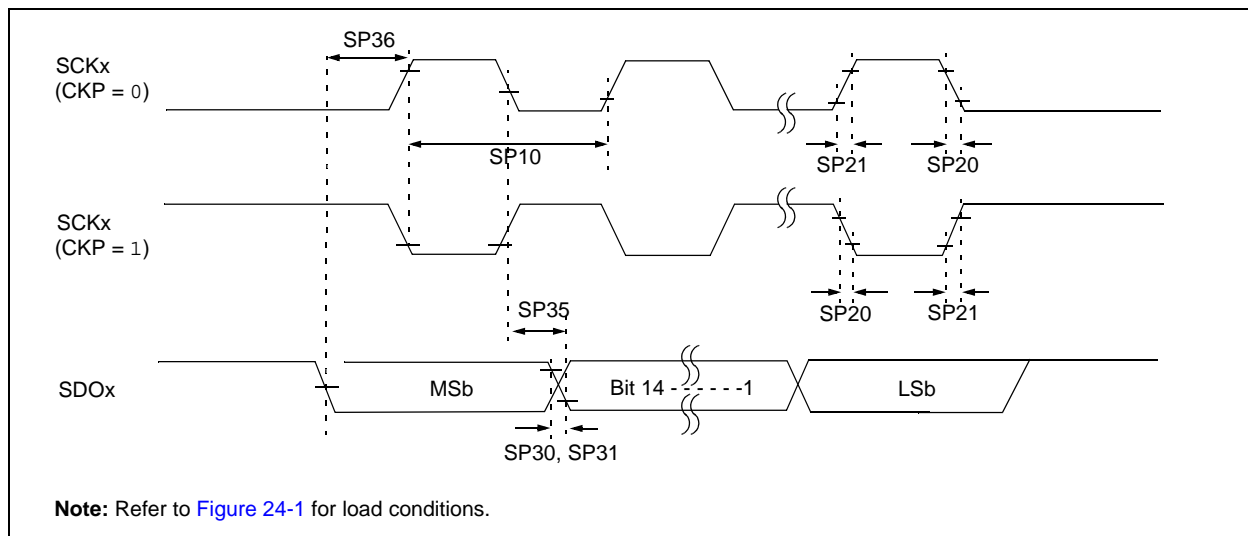 SP36
SCKx
(CKP = 0)
SP10
SP21
SP20
SCKx
(CKP = 1)
SP35
SP20
SP21
SDOx
MSb
Bit 14 - - - - - -1
LSb
SP30, SP31
Note: Refer to Figure 24-1 for load conditions.